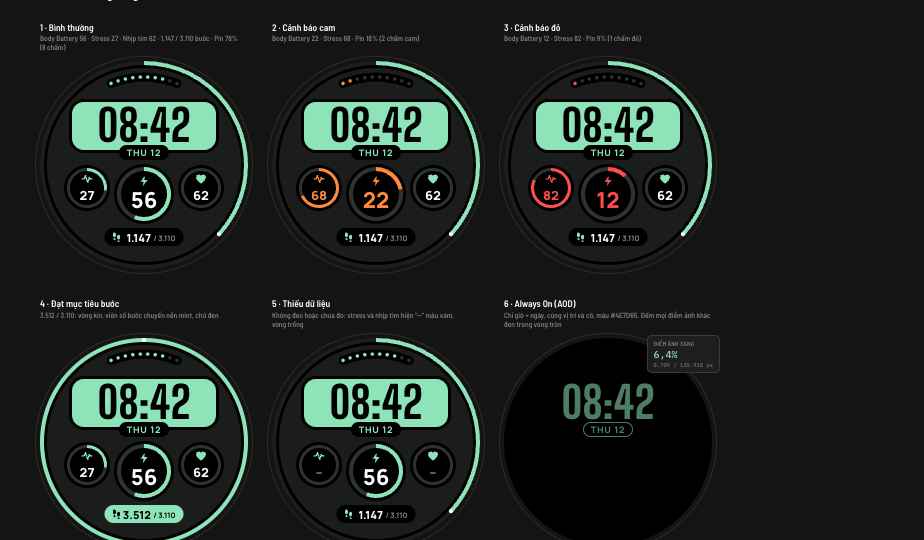 1 · Bình thường
Body Battery 56 · Stress 27 · Nhịp tim 62 · 1.147 / 3.110 bước · Pin 78%
(8 chấm)
2 · Cảnh báo cam
Body Battery 22 · Stress 68 · Pin 18% (2 chấm cam)
3 · Cảnh báo đỏ
Body Battery 12 · Stress 82 · Pin 9% (1 chấm đỏ)
08:42
THU 12
27
56
62
1.147 / 3.110
08:42
THU 12
68
22
62
1.147 / 3.110
08:42
THU 12
82
12
62
1.147 / 3.110
4 · Đạt mục tiêu bước
3.512 / 3.110: vòng kín, viên số bước chuyển nền mint, chữ đen
5 · Thiếu dữ liệu
Không đeo hoặc chưa đo: stress và nhịp tim hiện "--" màu xám,
vòng trống
6 · Always On (AOD)
Chỉ giờ + ngày, cùng vị trí và cỡ, màu #4E7D65. Đếm mọi điểm ảnh khác
đen trong vòng tròn
08:42
THU 12
27
56
62
3.512 / 3.110
08:42
THU 12
--
56
--
1.147 / 3.110
ĐIỂM ẢNH SÁNG
6,4%
08:42
THU 12